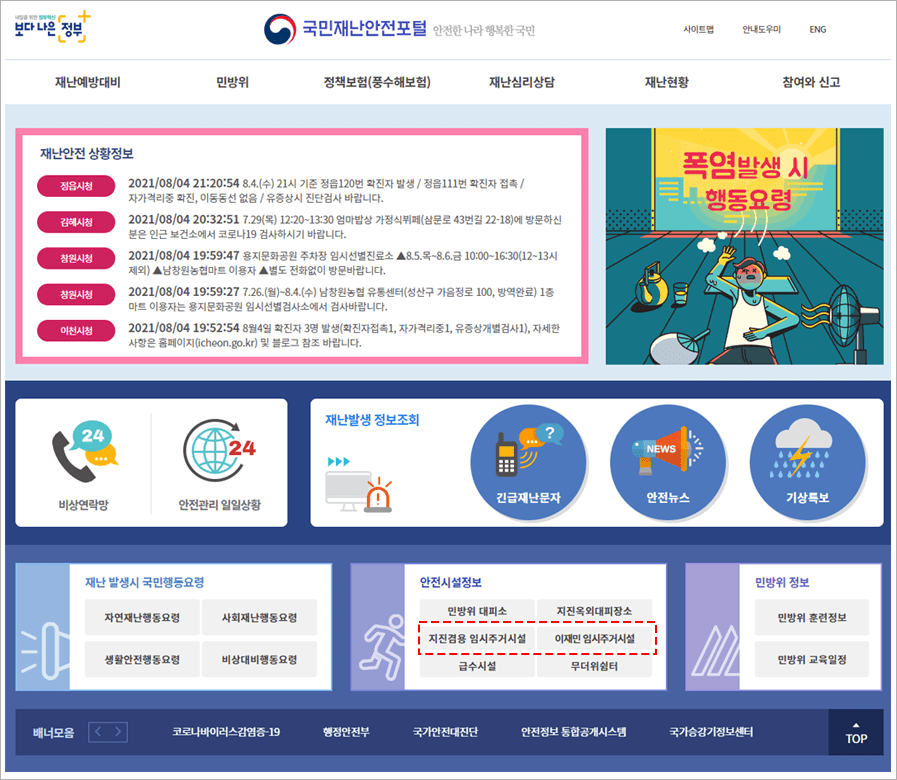 내일을 위한 정부혁신
보다 나은 정부
국민재난안전포털 안전한 나라 행복한 국민
사이트맵 안내도우미 ENG
재난예방대비 민방위 정책보험(풍수해보험) 재난심리상담 재난현황 참여와 신고
재난안전 상황정보
정읍시청 2021/08/04 21:20:54 8.4.(수) 21시 기준 정읍120번 확진자 발생 / 정읍111번 확진자 접촉 /
자가격리중 확진, 이동동선 없음 / 유증상시 진단검사 바랍니다.
김해시청 2021/08/04 20:32:51 7.29(목) 12:20~13:30 엄마밥상 가정식뷔페(삼문로 43번길 22-18)에 방문하신
분은 인근 보건소에서 코로나19 검사하시기 바랍니다.
창원시청 2021/08/04 19:59:47 용지문화공원 주차장 임시선별진료소 ▲8.5.목~8.6.금 10:00~16:30(12~13시
제외) ▲남창원농협마트 이용자 ▲별도 전화없이 방문바랍니다.
창원시청 2021/08/04 19:59:27 7.26.(월)~8.4.(수) 남창원농협 유통센터(성산구 가음정로 100, 방역완료) 1층
마트 이용자는 용지문화공원 임시선별검사소에서 검사바랍니다.
이천시청 2021/08/04 19:52:54 8월4일 확진자 3명 발생(확진자접촉1, 자가격리중1, 유증상개별검사1), 자세한
사항은 홈페이지(icheon.go.kr) 및 블로그 참조 바랍니다.
폭염발생 시
행동요령
24
비상연락망
24
안전관리 일일상황
재난발생 정보조회
?
긴급재난문자
NEWS
안전뉴스
기상특보
재난 발생시 국민행동요령
자연재난행동요령 사회재난행동요령
생활안전행동요령 비상대비행동요령
안전시설정보
민방위 대피소 지진옥외대피장소
지진겸용 임시주거시설 이재민 임시주거시설
급수시설 무더위쉼터
민방위 정보
민방위 훈련정보
민방위 교육일정
배너모음 코로나바이러스감염증-19 행정안전부 국가안전대진단 안전정보 통합공개시스템 국가승강기정보센터
TOP